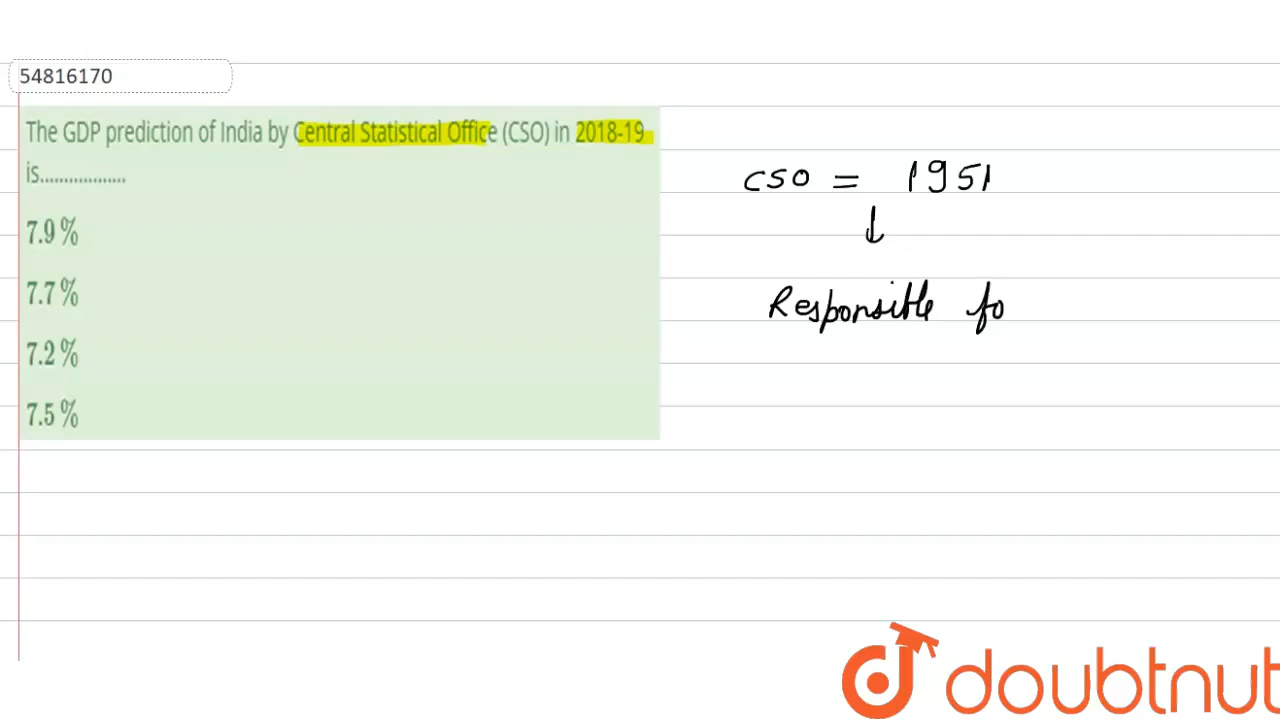 54816170
The GDP prediction of India by Central Statistical Office (CSO) in 2018-19
is..................
7.9%
7.7%
7.2%
7.5%
CSO = 1951
↓
Responsible fo
doubtnut